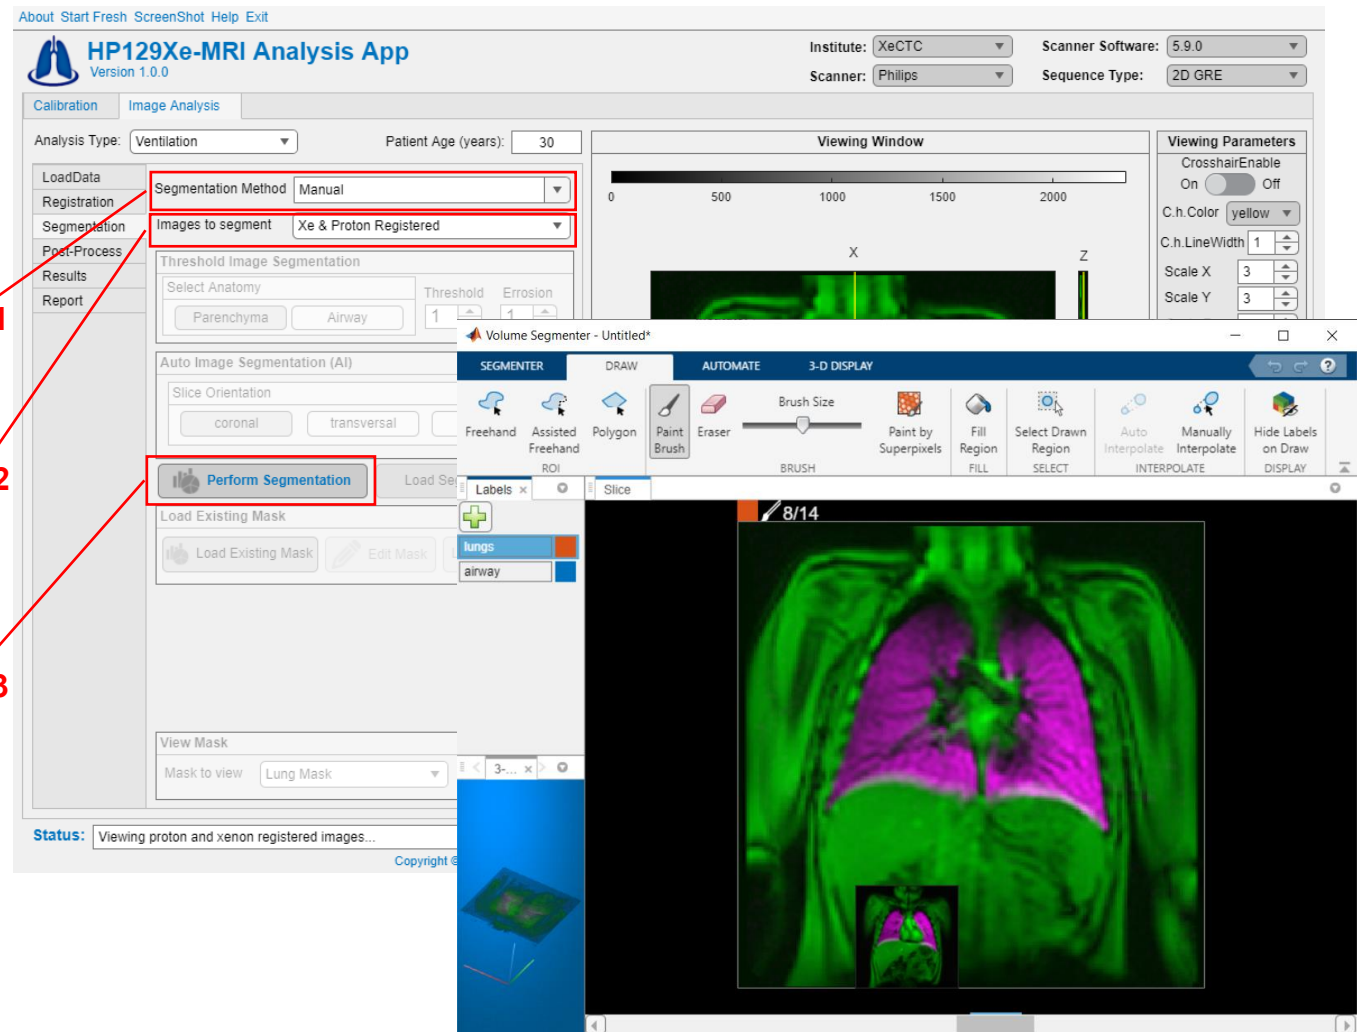 About Start Fresh ScreenShot Help Exit
HP129Xe-MRI Analysis App
Version 1.0.0
Institute: XeCTC
Scanner Software: 5.9.0
Scanner: Philips
Sequence Type: 2D GRE
Calibration Image Analysis
Analysis Type: Ventilation
Patient Age (years): 30
Viewing Window
Viewing Parameters
LoadData
Registration
Segmentation
Post-Process
Results
Report
Segmentation Method Manual
Images to segment Xe & Proton Registered
0 500 1000 1500 2000
CrosshairEnable
On Off
C.h.Color yellow
C.h.LineWidth 1
Scale X 3
Scale Y 3
X
Z
Threshold Image Segmentation
Select Anatomy
Threshold Errosion
Parenchyma Airway 1 1
1
2
3
Auto Image Segmentation (AI)
Slice Orientation
coronal transversal
Perform Segmentation
Load Se
Load Existing Mask
Load Existing Mask Edit Mask
View Mask
Mask to view Lung Mask
Status: Viewing proton and xenon registered images...
Copyright ©
Volume Segmenter - Untitled*
SEGMENTER DRAW AUTOMATE 3-D DISPLAY
?
Freehand
Assisted
Freehand
Polygon
Paint
Brush
Eraser
Brush Size
Paint by
Superpixels
Fill
Region
Select Drawn
Region
Auto
Interpolate
Manually
Interpolate
Hide Labels
on Draw
ROI BRUSH FILL SELECT INTERPOLATE DISPLAY
Labels
Slice
8/14
lungs
airway
3-...